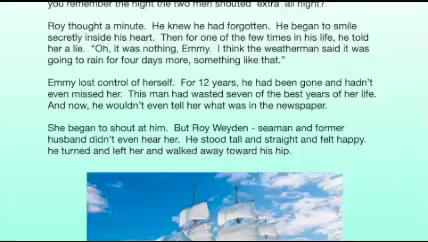 you remember the night the two men shouted 'extra' all night?"
Roy thought a minute. He knew he had forgotten. He began to smile
secretly inside his heart. Then for one of the few times in his life, he told
her a lie. "Oh, it was nothing, Emmy. I think the weatherman said it was
going to rain for four days more, something like that."
Emmy lost control of herself. For 12 years, he had been gone and hadn't
even missed her. This man had wasted seven of the best years of her life.
And now, he wouldn't even tell her what was in the newspaper.
She began to shout at him. But Roy Weyden - seaman and former
husband didn't even hear her. He stood tall and straight and felt happy.
he turned and left her and walked away toward his hip.